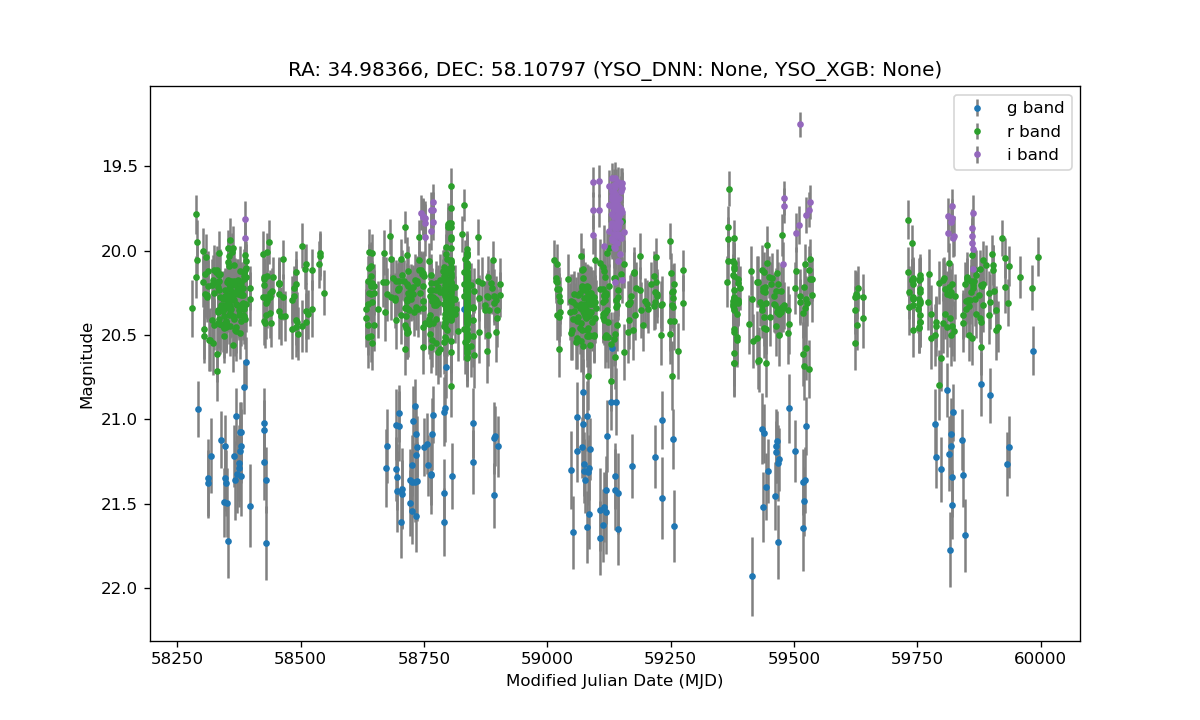 RA: 34.98366, DEC: 58.10797 (YSO_DNN: None, YSO_XGB: None)
g band
r band
i band
19.5
20.0
20.5
21.0
21.5
22.0
Magnitude
58250 58500 58750 59000 59250 59500 59750 60000
Modified Julian Date (MJD)